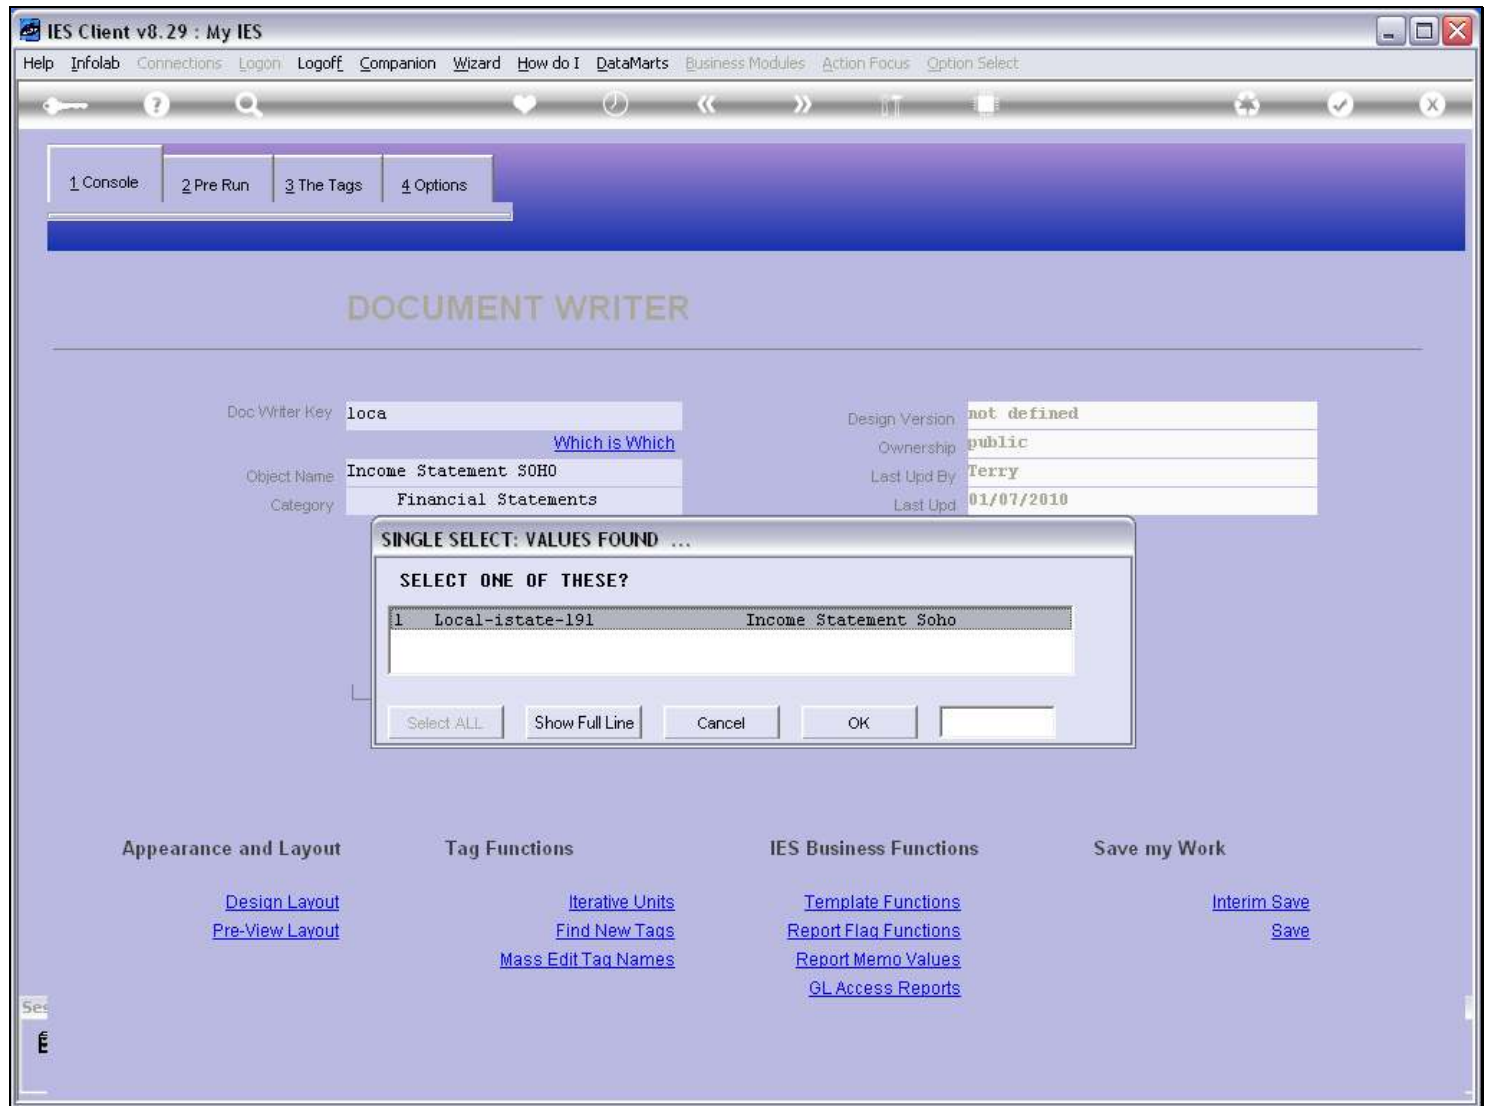 IES Client v8.29 : My IES
Help Infolab Connections Logon Logoff Companion Wizard How do I DataMarts Business Modules Action Focus Option Select
1 Console 2 Pre Run 3 The Tags 4 Options
DOCUMENT WRITER
Doc Writer Key loca
Which is Which
Object Name Income Statement SOHO
Category Financial Statements
Design Version not defined
Ownership public
Last Upd By Terry
Last Upd 01/07/2010
SINGLE SELECT: VALUES FOUND ...
SELECT ONE OF THESE?
1 Local-istate-191 Income Statement Soho
Select ALL Show Full Line Cancel OK
Appearance and Layout
Design Layout
Pre-View Layout
Tag Functions
Iterative Units
Find New Tags
Mass Edit Tag Names
IES Business Functions
Template Functions
Report Flag Functions
Report Memo Values
GL Access Reports
Save my Work
Interim Save
Save
Ses